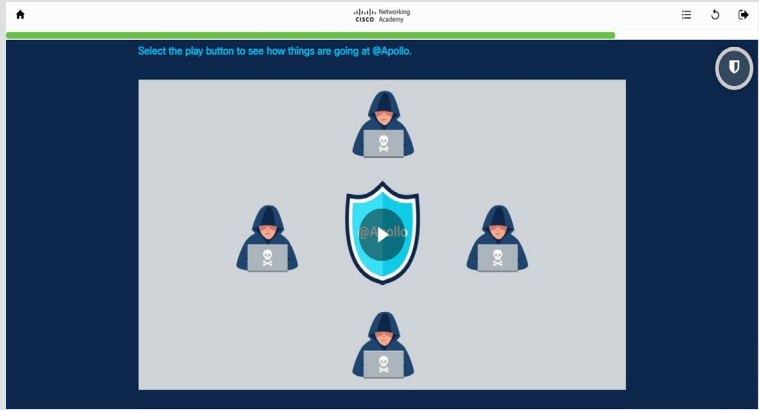 Networking
CISCO. Academy
Select the play button to see how things are going at @Apollo.
@Apollo